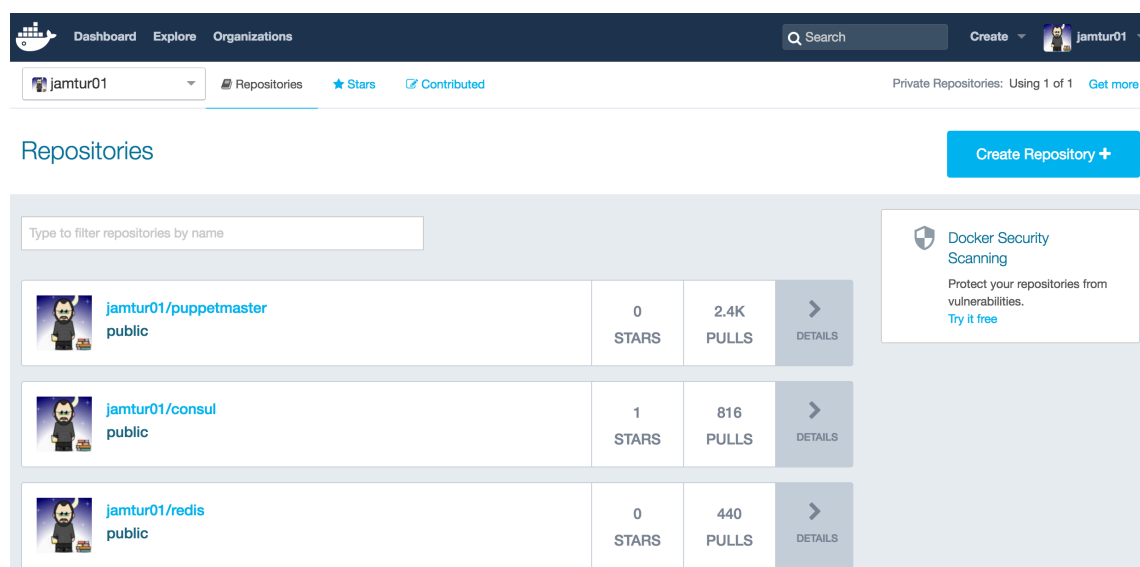 Dashboard Explore Organizations Search Create jamtur01
jamtur01 Repositories Stars Contributed Private Repositories: Using 1 of 1 Get more
Repositories
Create Repository +
Type to filter repositories by name
Docker Security
Scanning
Protect your repositories from
vulnerabilities.
Try it free
jamtur01/puppetmaster
public
0
STARS
2.4K
PULLS
DETAILS
jamtur01/consul
public
1
STARS
816
PULLS
DETAILS
jamtur01/redis
public
0
STARS
440
PULLS
DETAILS